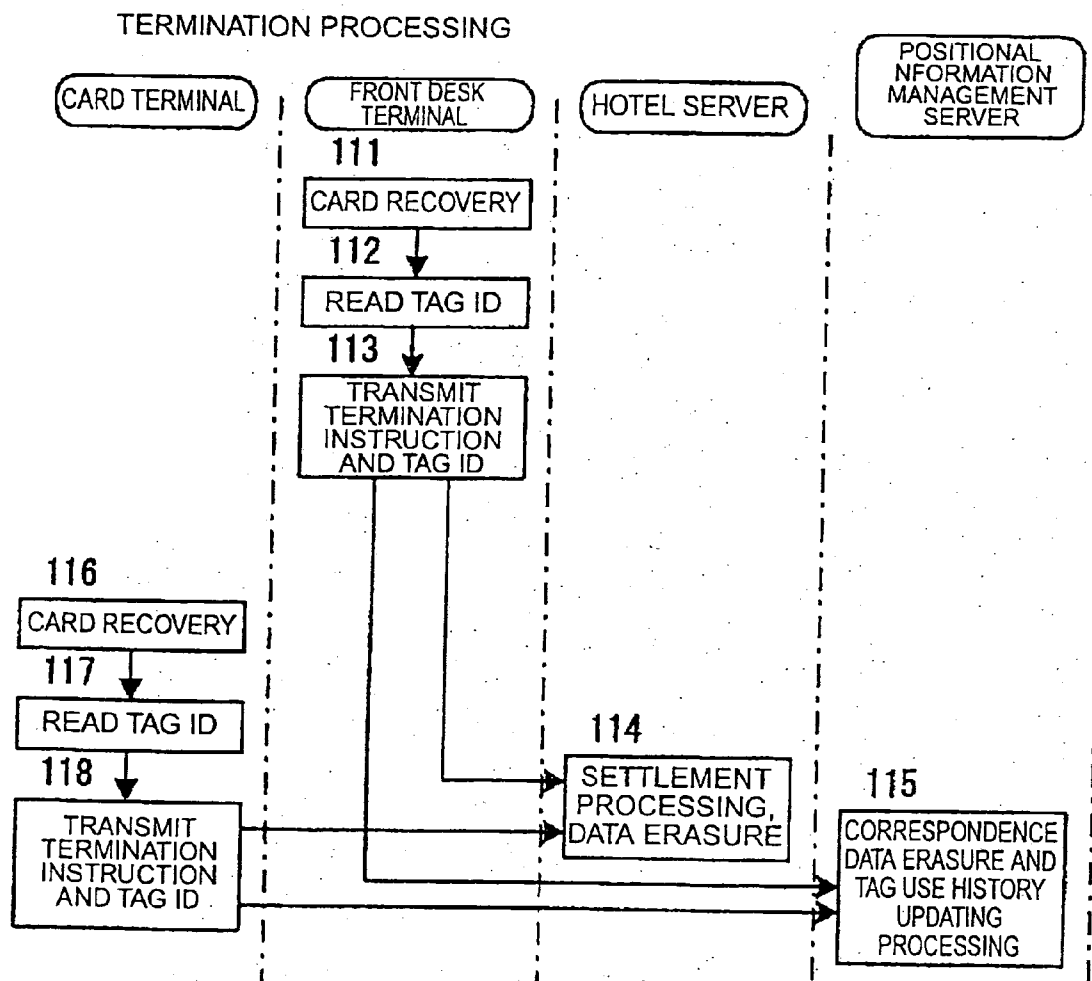 TERMINATION PROCESSING
CARD TERMINAL
FRONT DESK
TERMINAL
HOTEL SERVER
POSITIONAL
NFORMATION
MANAGEMENT
SERVER
111
CARD RECOVERY
112
READ TAG ID
113
TRANSMIT
TERMINATION
INSTRUCTION
AND TAG ID
116
CARD RECOVERY
117
READ TAG ID
118
TRANSMIT
TERMINATION
INSTRUCTION
AND TAG ID
114
SETTLEMENT
PROCESSING,
DATA ERASURE
115
CORRESPONDENCE
DATA ERASURE AND
TAG USE HISTORY
UPDATING
PROCESSING